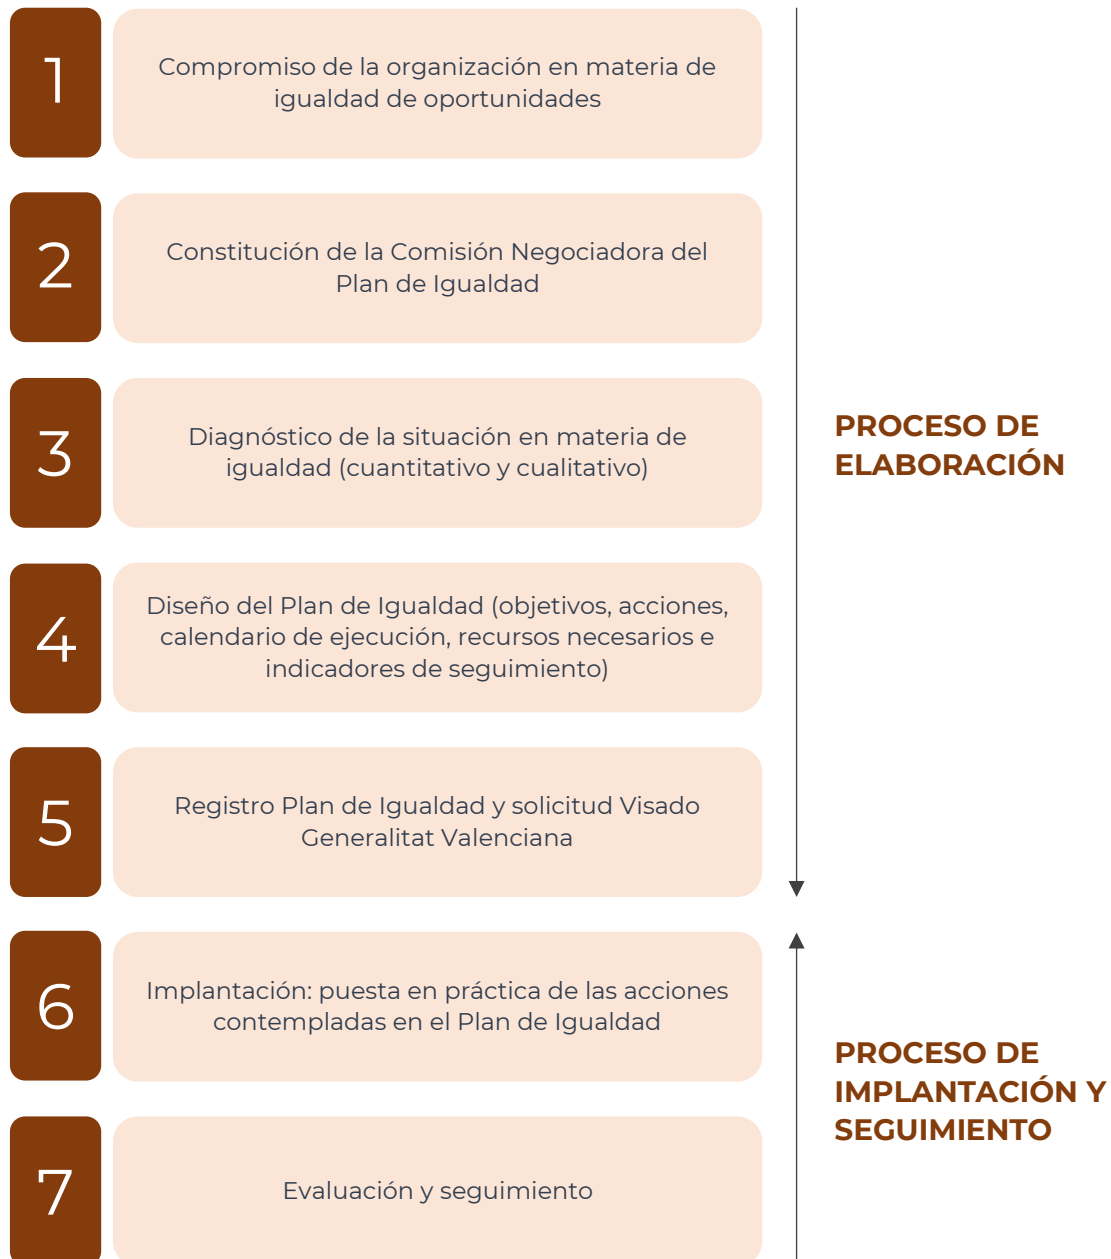 1
Compromiso de la organización en materia de
igualdad de oportunidades
2
Constitución de la Comisión Negociadora del
Plan de Igualdad
3
Diagnóstico de la situación en materia de
igualdad (cuantitativo y cualitativo)
4
Diseño del Plan de Igualdad (objetivos, acciones,
calendario de ejecución, recursos necesarios e
indicadores de seguimiento)
5
Registro Plan de Igualdad y solicitud Visado
Generalitat Valenciana
PROCESO DE
ELABORACIÓN
6
Implantación: puesta en práctica de las acciones
contempladas en el Plan de Igualdad
7
Evaluación y seguimiento
PROCESO DE
IMPLANTACIÓN Y
SEGUIMIENTO